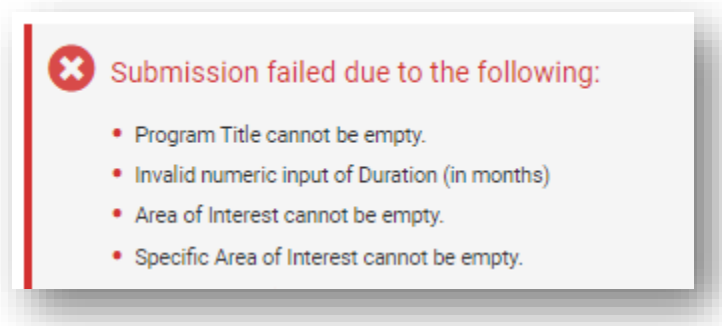 Submission failed due to the following:
Program Title cannot be empty.
Invalid numeric input of Duration (in months)
Area of Interest cannot be empty.
Specific Area of Interest cannot be empty.